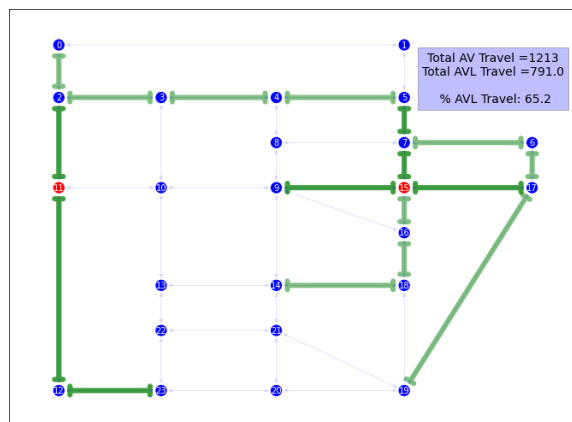 0 1
Total AV Travel =1213
Total AVL Travel =791.0
% AVL Travel: 65.2
2 3 4 5
8 7 6
11 10 9 15 17
16
13 14 18
22 21
12 23 20 19